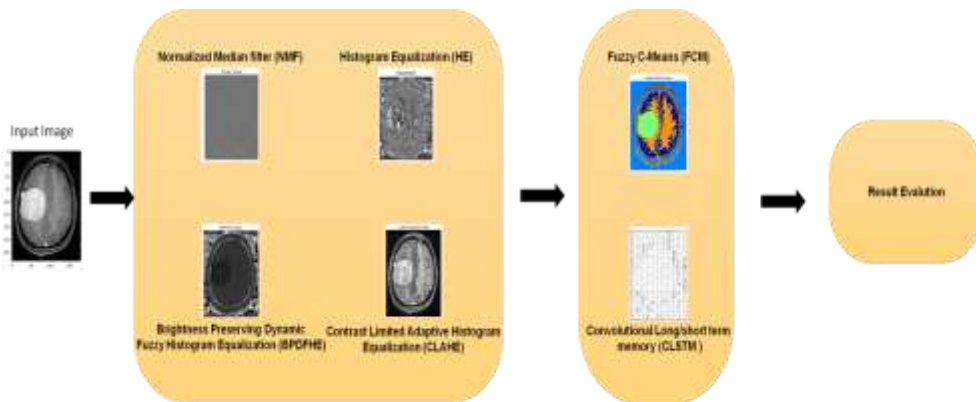 Input Image
Normalized Median filter (NMF)
Histogram Equalization (HE)
Brightness Preserving Dynamic
Fuzzy Histogram Equalization (BPDFHE)
Contrast Limited Adaptive Histogram
Equalization (CLAHE)
Fuzzy C-Means (FCM)
Convolutional Long/short term
memory (CLSTM )
Result Evalution